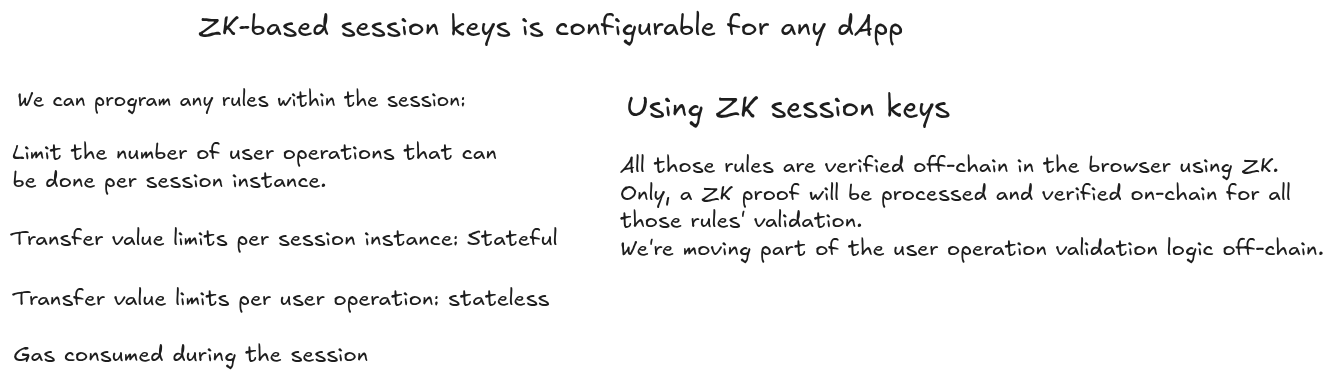 ZK-based session keys is configurable for any dApp
We can program any rules within the session:
Limit the number of user operations that can
be done per session instance.
Transfer value limits per session instance: Stateful
Transfer value limits per user operation: stateless
Gas consumed during the session
Using ZK session keys
All those rules are verified off-chain in the browser using ZK.
Only, a ZK proof will be processed and verified on-chain for all
those rules' validation.
We're moving part of the user operation validation logic off-chain.